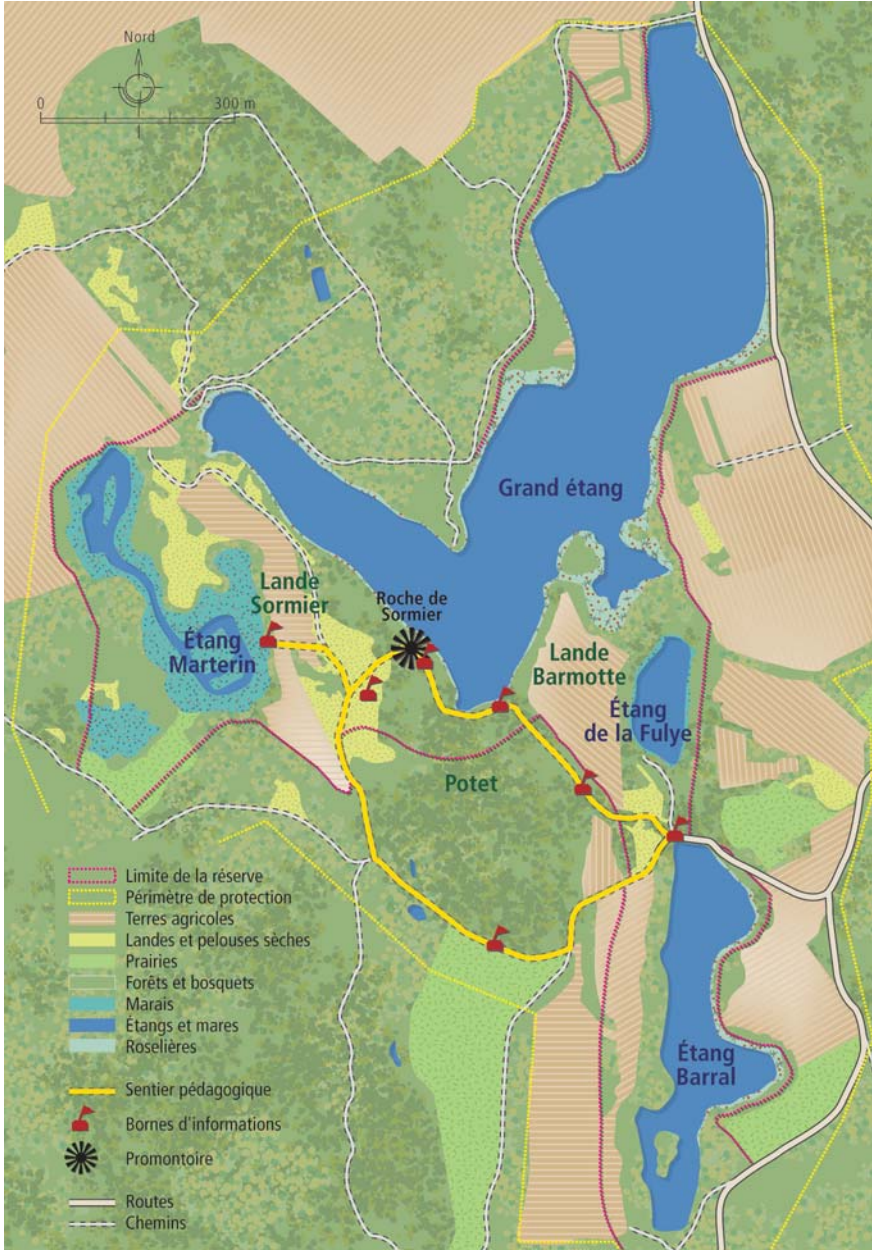 Nord
0 300 m
Grand étang
Lande
Sormier
Roche de
Sormier
Étang
Marterin
Lande
Barmotte
Étang
de la Fulye
Potet
Étang
Barral
Limite de la réserve
Périmètre de protection
Terres agricoles
Landes et pelouses sèches
Prairies
Forêts et bosquets
Marais
Étangs et mares
Roselières
Sentier pédagogique
Bornes d'informations
Promontoire
Routes
Chemins